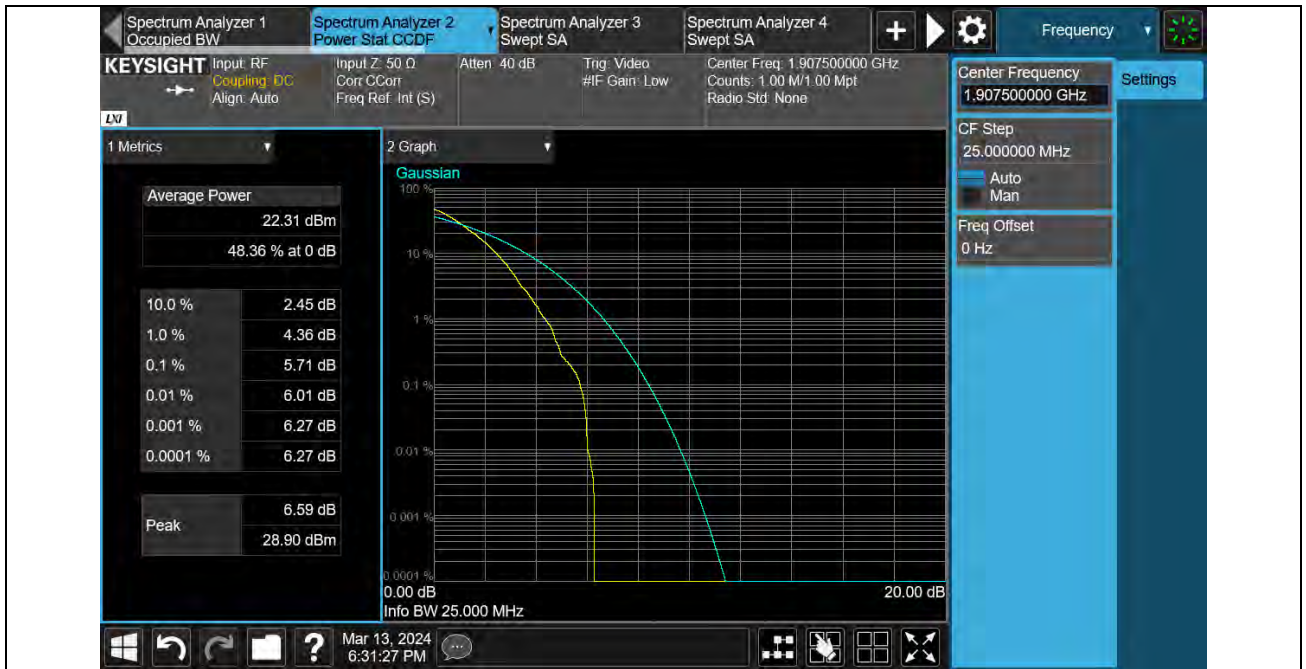 Spectrum Analyzer 1
Occupied BW
Spectrum Analyzer 2
Power Stat CCDF
Spectrum Analyzer 3
Swept SA
Spectrum Analyzer 4
Swept SA
+
Frequency
KEYSIGHT
LXI
Input: RF
Coupling: DC
Align: Auto
Input Z: 50 Ω
Corr CCorr
Freq Ref: Int (S)
Atten: 40 dB
Trig: Video
#IF Gain: Low
Center Freq: 1.907500000 GHz
Counts: 1.00 M/1.00 Mpt
Radio Std: None
Center Frequency
1.907500000 GHz
Settings
CF Step
25.000000 MHz
Auto
Man
Freq Offset
0 Hz
1 Metrics
Average Power
22.31 dBm
48.36 % at 0 dB
10.0 % 2.45 dB
1.0 % 4.36 dB
0.1 % 5.71 dB
0.01 % 6.01 dB
0.001 % 6.27 dB
0.0001 % 6.27 dB
Peak
6.59 dB
28.90 dBm
2 Graph
Gaussian
100 %
10 %
1 %
0.1 %
0.01 %
0.001 %
0.0001 %
0.00 dB
20.00 dB
Info BW 25.000 MHz
?
Mar 13, 2024
6:31:27 PM